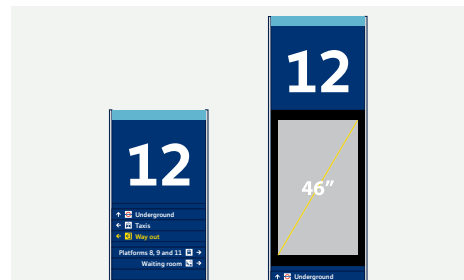 12
↑ Underground
← Taxis
← Way out
Platforms 8, 9 and 11 →
Waiting room →
12
46”
↑ Underground